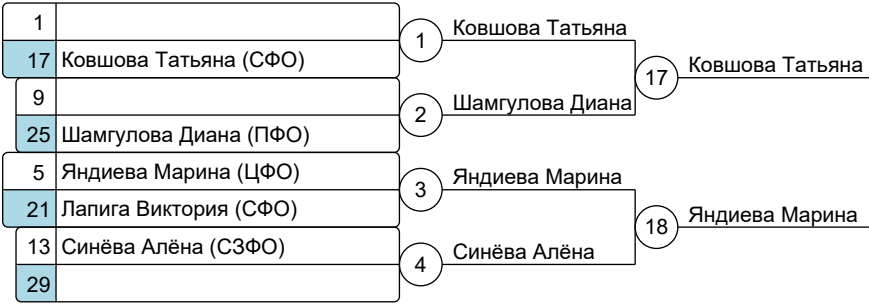 1
17 Ковшова Татьяна (СФО)
1
Ковшова Татьяна
9
25 Шамгулова Диана (ПФО)
2
Шамгулова Диана
17
Ковшова Татьяна
5 Яндиева Марина (ЦФО)
21 Лапига Виктория (СФО)
3
Яндиева Марина
13 Синёва Алёна (СЗФО)
29
4
Синёва Алёна
18
Яндиева Марина